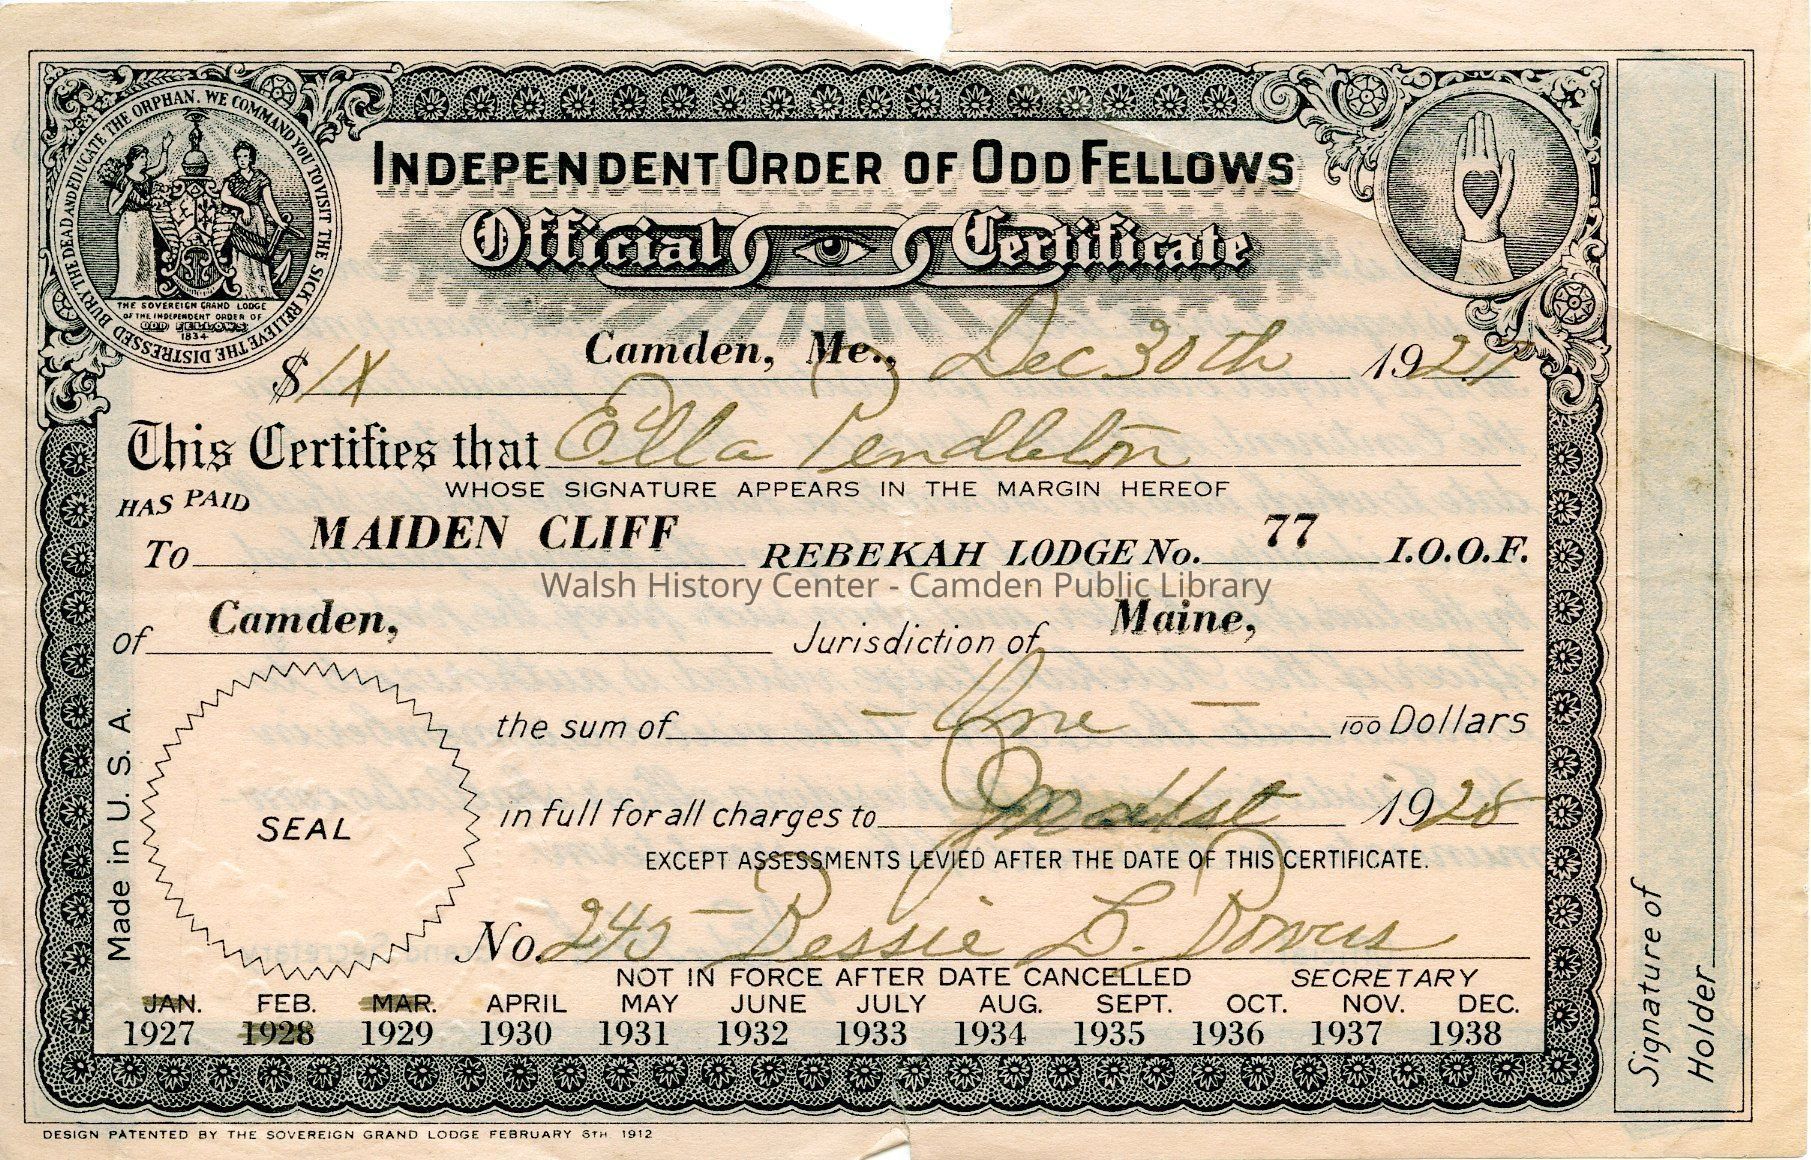 WE COMMAND YOU TO VISIT THE SICK RELIEVE THE DISTRESSED BURY THE DEAD AND EDUCATE THE ORPHAN.
THE SOVEREIGN GRAND LODGE
OF THE INDEPENDENT ORDER OF
ODD FELLOWS
1834
INDEPENDENT ORDER OF ODD FELLOWS
Official Certificate
Camden, Me., Dec 30th 1927
$ 1
This Certifies that Ella Pendleton
WHOSE SIGNATURE APPEARS IN THE MARGIN HEREOF
HAS PAID
To MAIDEN CLIFF REBEKAH LODGE No. 77 I.O.O.F.
Walsh History Center - Camden Public Library
of Camden, Jurisdiction of Maine,
the sum of - One - 100 Dollars
in full for all charges to 1st 1928
EXCEPT ASSESSMENTS LEVIED AFTER THE DATE OF THIS CERTIFICATE.
SEAL
Made in U. S. A.
No. 245 - Bessie L. Bowers
NOT IN FORCE AFTER DATE CANCELLED SECRETARY
JAN. FEB. MAR. APRIL MAY JUNE JULY AUG. SEPT. OCT. NOV. DEC.
1927 1928 1929 1930 1931 1932 1933 1934 1935 1936 1937 1938
Signature of
Holder
DESIGN PATENTED BY THE SOVEREIGN GRAND LODGE FEBRUARY 6TH 1912